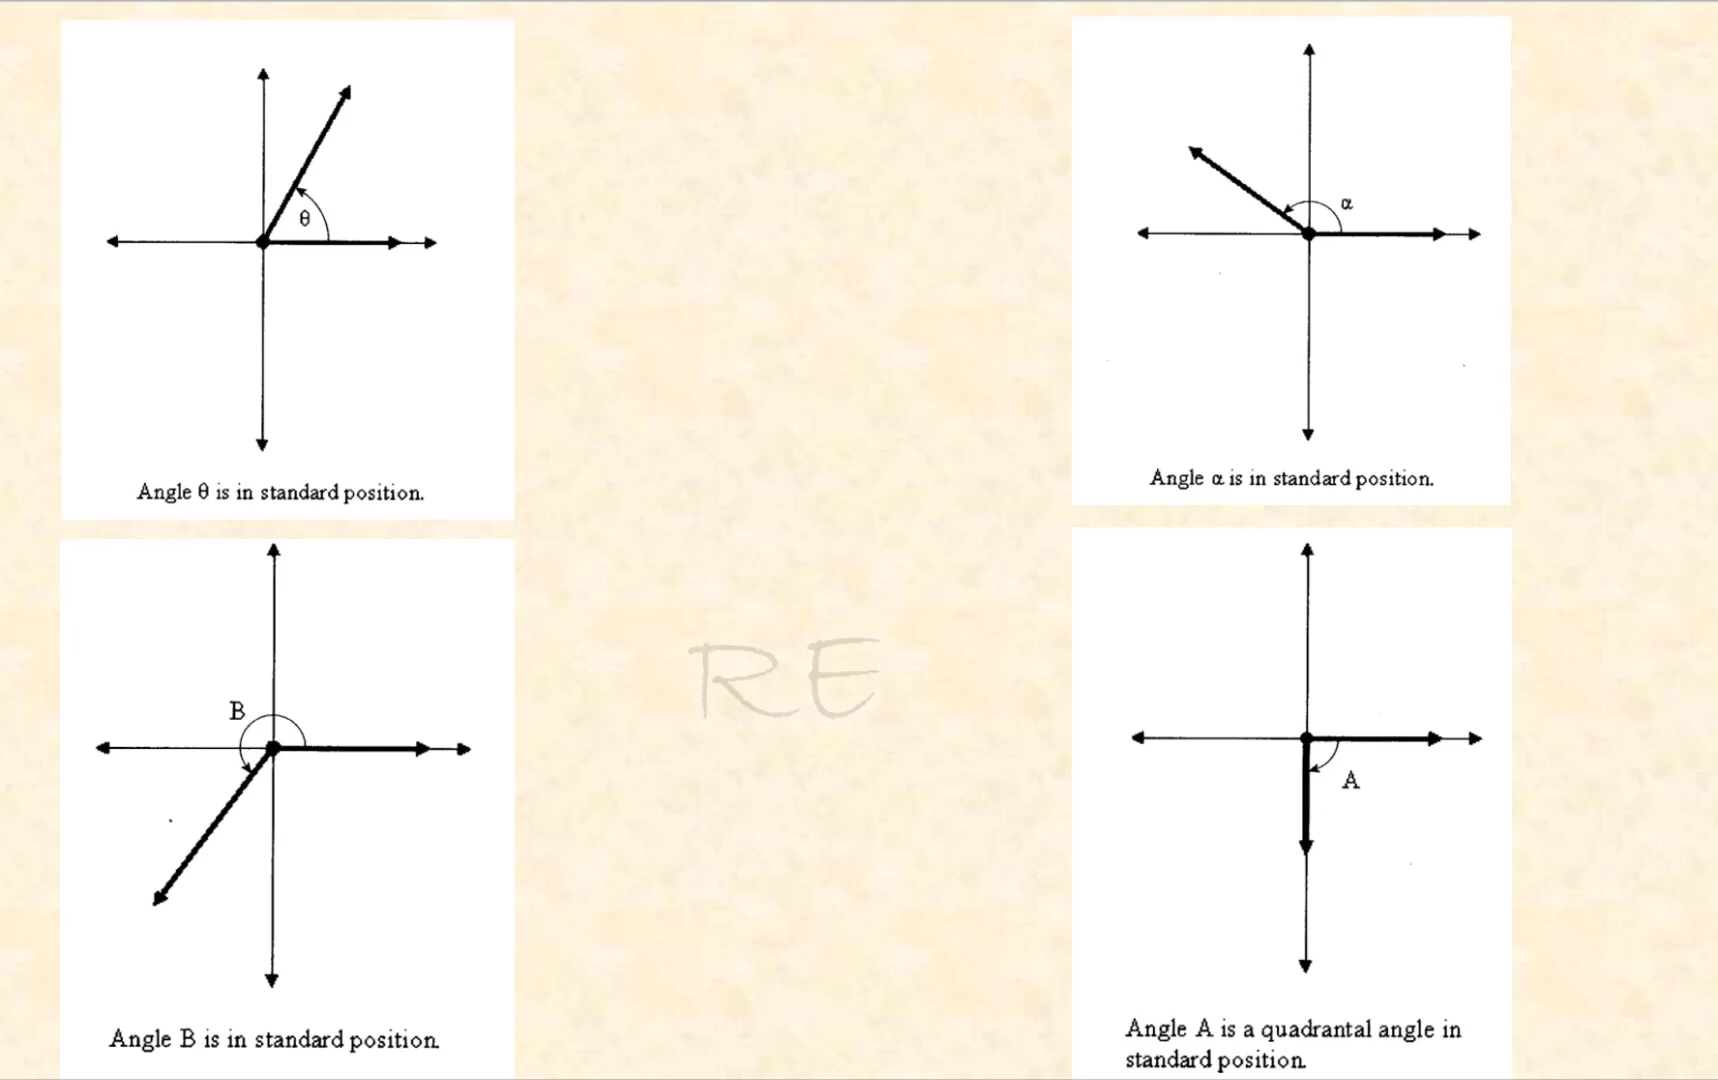 θ
Angle θ is in standard position.
α
Angle α is in standard position.
B
Angle B is in standard position.
RE
A
Angle A is a quadrantal angle in
standard position.